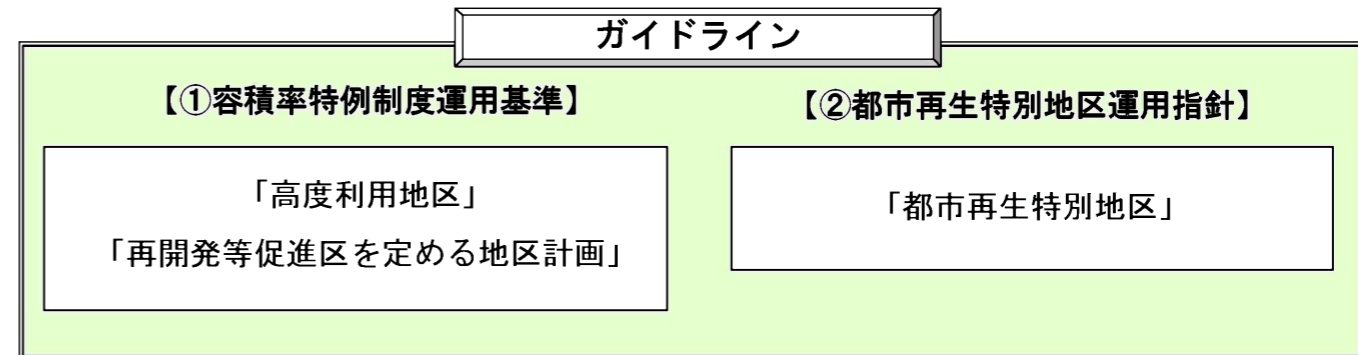 ガイドライン
【①容積率特例制度運用基準】
「高度利用地区」
「再開発等促進区を定める地区計画」
【②都市再生特別地区運用指針】
「都市再生特別地区」